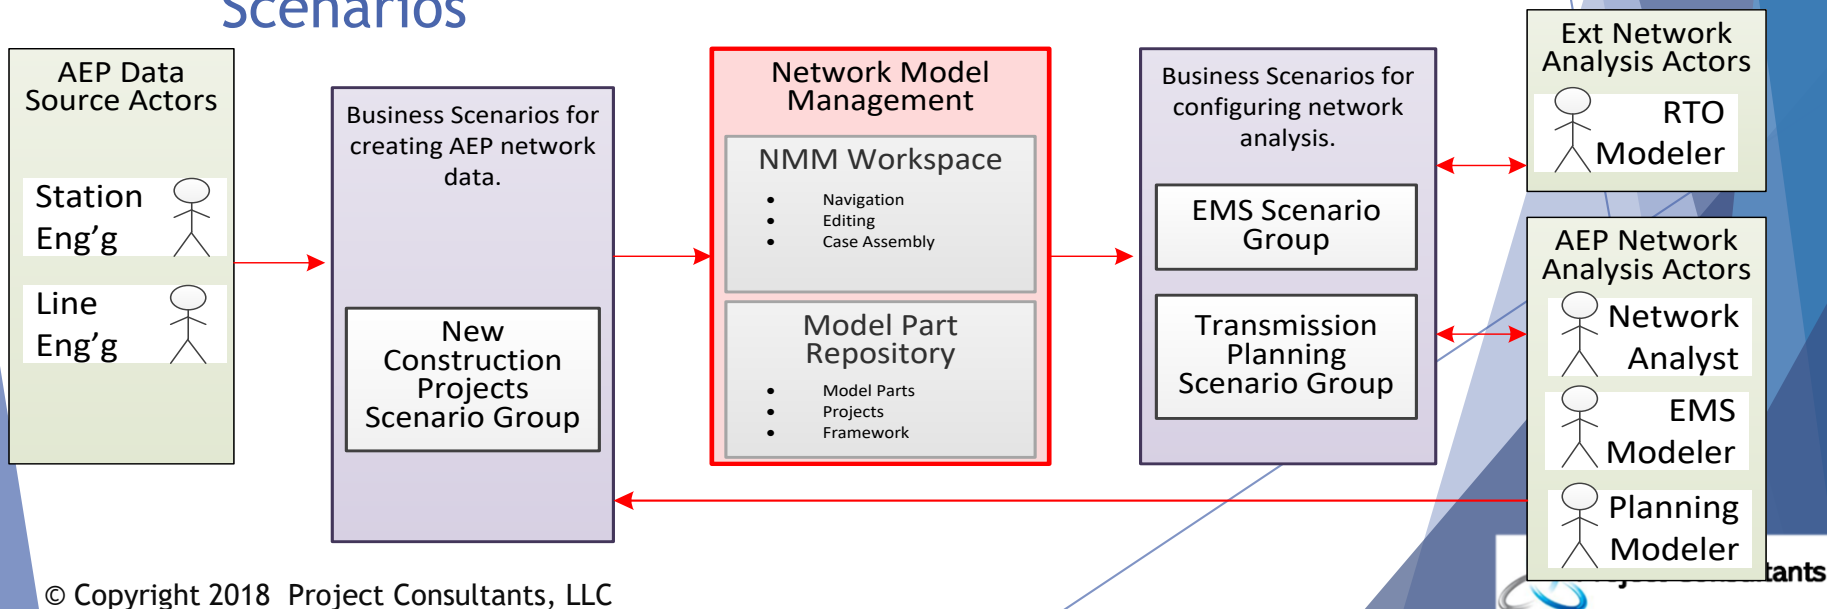 Scenarios
AEP Data
Source Actors
Station
Eng’g
Line
Eng’g
Business Scenarios for
creating AEP network
data.
New
Construction
Projects
Scenario Group
Network Model
Management
NMM Workspace
• Navigation
• Editing
• Case Assembly
Model Part
Repository
• Model Parts
• Projects
• Framework
Business Scenarios for
configuring network
analysis.
EMS Scenario
Group
Transmission
Planning
Scenario Group
Ext Network
Analysis Actors
RTO
Modeler
AEP Network
Analysis Actors
Network
Analyst
EMS
Modeler
Planning
Modeler
© Copyright 2018 Project Consultants, LLC